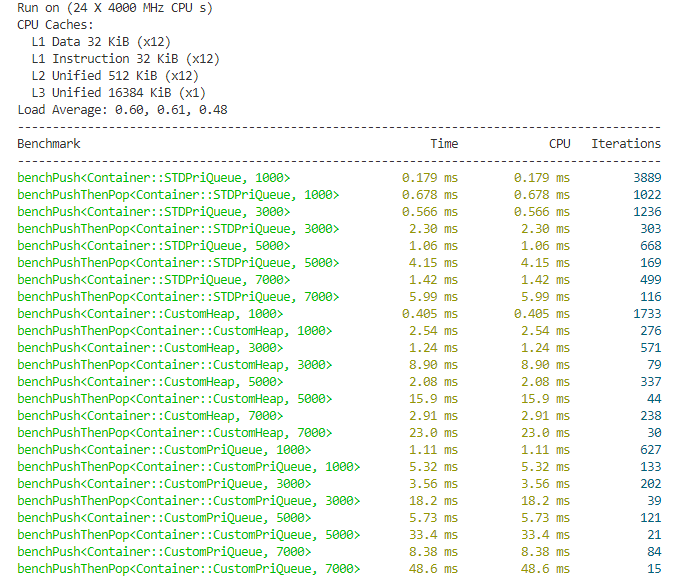 Run on (24 X 4000 MHz CPU s)
CPU Caches:
  L1 Data 32 KiB (x12)
  L1 Instruction 32 KiB (x12)
  L2 Unified 512 KiB (x12)
  L3 Unified 16384 KiB (x1)
Load Average: 0.60, 0.61, 0.48
--------------------------------------------------------------------------------------------
Benchmark                                                  Time             CPU   Iterations
--------------------------------------------------------------------------------------------
benchPush<Container::STDPriQueue, 1000>                0.179 ms        0.179 ms         3889
benchPushThenPop<Container::STDPriQueue, 1000>         0.678 ms        0.678 ms         1022
benchPush<Container::STDPriQueue, 3000>                0.566 ms        0.566 ms         1236
benchPushThenPop<Container::STDPriQueue, 3000>          2.30 ms         2.30 ms          303
benchPush<Container::STDPriQueue, 5000>                 1.06 ms         1.06 ms          668
benchPushThenPop<Container::STDPriQueue, 5000>          4.15 ms         4.15 ms          169
benchPush<Container::STDPriQueue, 7000>                 1.42 ms         1.42 ms          499
benchPushThenPop<Container::STDPriQueue, 7000>          5.99 ms         5.99 ms          116
benchPush<Container::CustomHeap, 1000>                 0.405 ms        0.405 ms         1733
benchPushThenPop<Container::CustomHeap, 1000>           2.54 ms         2.54 ms          276
benchPush<Container::CustomHeap, 3000>                  1.24 ms         1.24 ms          571
benchPushThenPop<Container::CustomHeap, 3000>           8.90 ms         8.90 ms           79
benchPush<Container::CustomHeap, 5000>                  2.08 ms         2.08 ms          337
benchPushThenPop<Container::CustomHeap, 5000>           15.9 ms         15.9 ms           44
benchPush<Container::CustomHeap, 7000>                  2.91 ms         2.91 ms          238
benchPushThenPop<Container::CustomHeap, 7000>           23.0 ms         23.0 ms           30
benchPush<Container::CustomPriQueue, 1000>              1.11 ms         1.11 ms          627
benchPushThenPop<Container::CustomPriQueue, 1000>       5.32 ms         5.32 ms          133
benchPush<Container::CustomPriQueue, 3000>              3.56 ms         3.56 ms          202
benchPushThenPop<Container::CustomPriQueue, 3000>       18.2 ms         18.2 ms           39
benchPush<Container::CustomPriQueue, 5000>              5.73 ms         5.73 ms          121
benchPushThenPop<Container::CustomPriQueue, 5000>       33.4 ms         33.4 ms           21
benchPush<Container::CustomPriQueue, 7000>              8.38 ms         8.38 ms           84
benchPushThenPop<Container::CustomPriQueue, 7000>       48.6 ms         48.6 ms           15